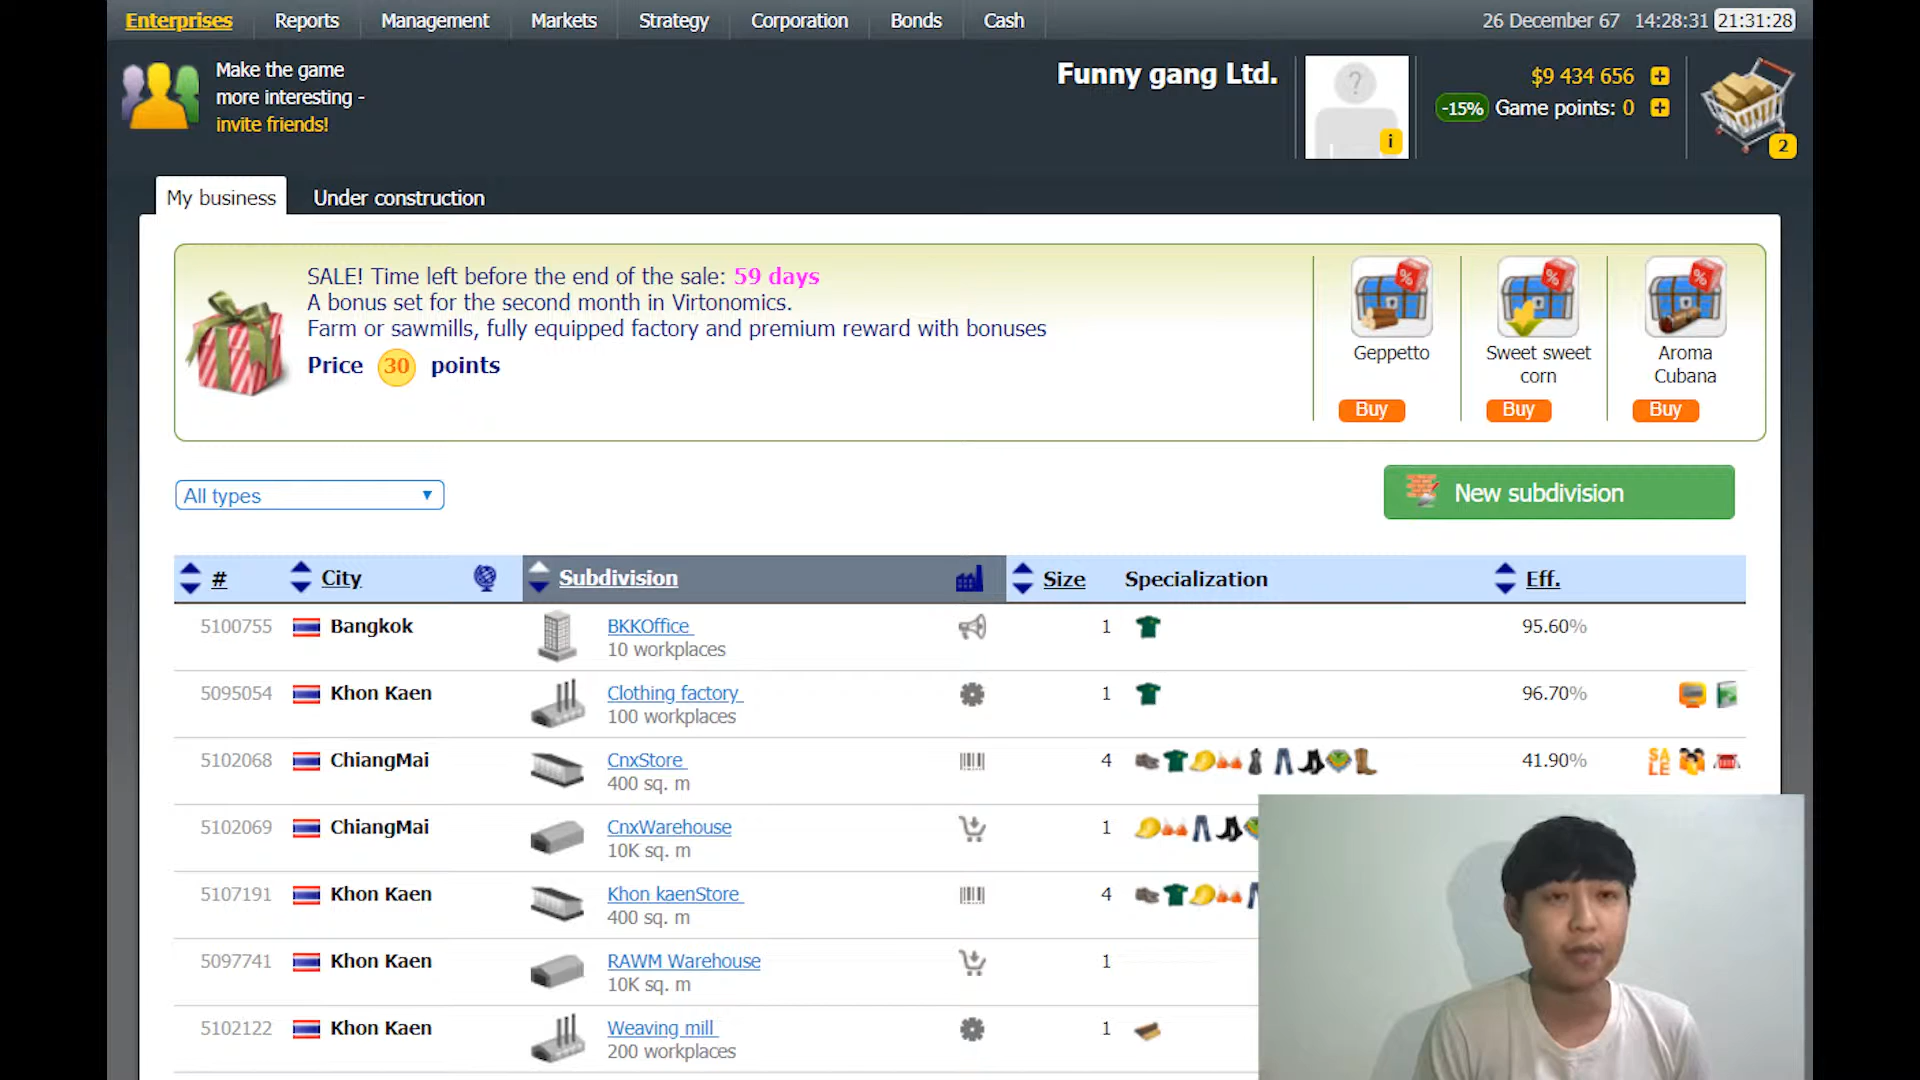 Enterprises Reports Management Markets Strategy Corporation Bonds Cash 26 December 67 14:28:31 21:31:28
Make the game
more interesting -
invite friends!
Funny gang Ltd.
$9 434 656
-15% Game points: 0
2
My business Under construction
SALE! Time left before the end of the sale: 59 days
A bonus set for the second month in Virtonomics.
Farm or sawmills, fully equipped factory and premium reward with bonuses
Price 30 points
Geppetto
Buy
Sweet sweet
corn
Buy
Aroma
Cubana
Buy
All types
New subdivision
# City Subdivision Size Specialization Eff.
5100755 Bangkok BKKOffice 1 95.60%
10 workplaces
5095054 Khon Kaen Clothing factory 1 96.70%
100 workplaces
5102068 ChiangMai CnxStore 4 41.90% SALE
400 sq. m
5102069 ChiangMai CnxWarehouse 1
10K sq. m
5107191 Khon Kaen Khon kaenStore 4
400 sq. m
5097741 Khon Kaen RAWM Warehouse 1
10K sq. m
5102122 Khon Kaen Weaving mill 1
200 workplaces